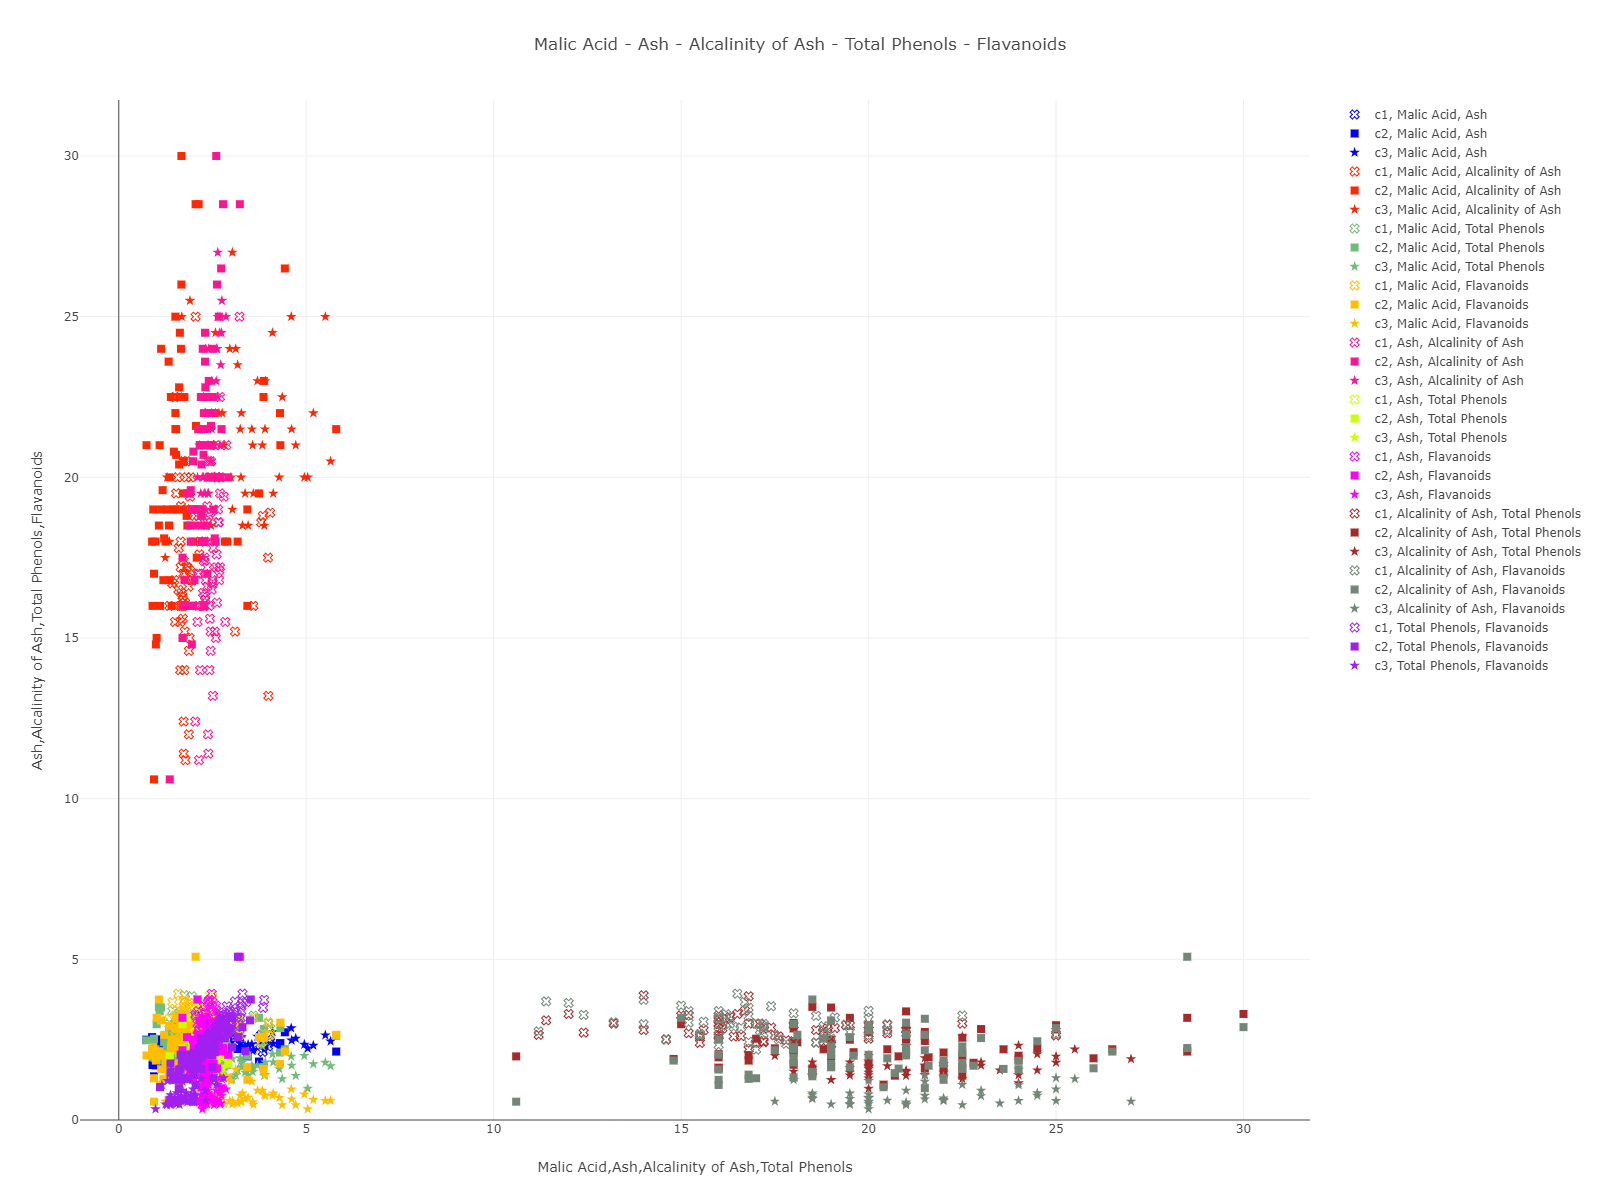 Malic Acid - Ash - Alcalinity of Ash - Total Phenols - Flavanoids
Ash,Alcalinity of Ash,Total Phenols,Flavanoids
30
25
20
15
10
5
0
0 5 10 15 20 25 30
Malic Acid,Ash,Alcalinity of Ash,Total Phenols
c1, Malic Acid, Ash
c2, Malic Acid, Ash
c3, Malic Acid, Ash
c1, Malic Acid, Alcalinity of Ash
c2, Malic Acid, Alcalinity of Ash
c3, Malic Acid, Alcalinity of Ash
c1, Malic Acid, Total Phenols
c2, Malic Acid, Total Phenols
c3, Malic Acid, Total Phenols
c1, Malic Acid, Flavanoids
c2, Malic Acid, Flavanoids
c3, Malic Acid, Flavanoids
c1, Ash, Alcalinity of Ash
c2, Ash, Alcalinity of Ash
c3, Ash, Alcalinity of Ash
c1, Ash, Total Phenols
c2, Ash, Total Phenols
c3, Ash, Total Phenols
c1, Ash, Flavanoids
c2, Ash, Flavanoids
c3, Ash, Flavanoids
c1, Alcalinity of Ash, Total Phenols
c2, Alcalinity of Ash, Total Phenols
c3, Alcalinity of Ash, Total Phenols
c1, Alcalinity of Ash, Flavanoids
c2, Alcalinity of Ash, Flavanoids
c3, Alcalinity of Ash, Flavanoids
c1, Total Phenols, Flavanoids
c2, Total Phenols, Flavanoids
c3, Total Phenols, Flavanoids